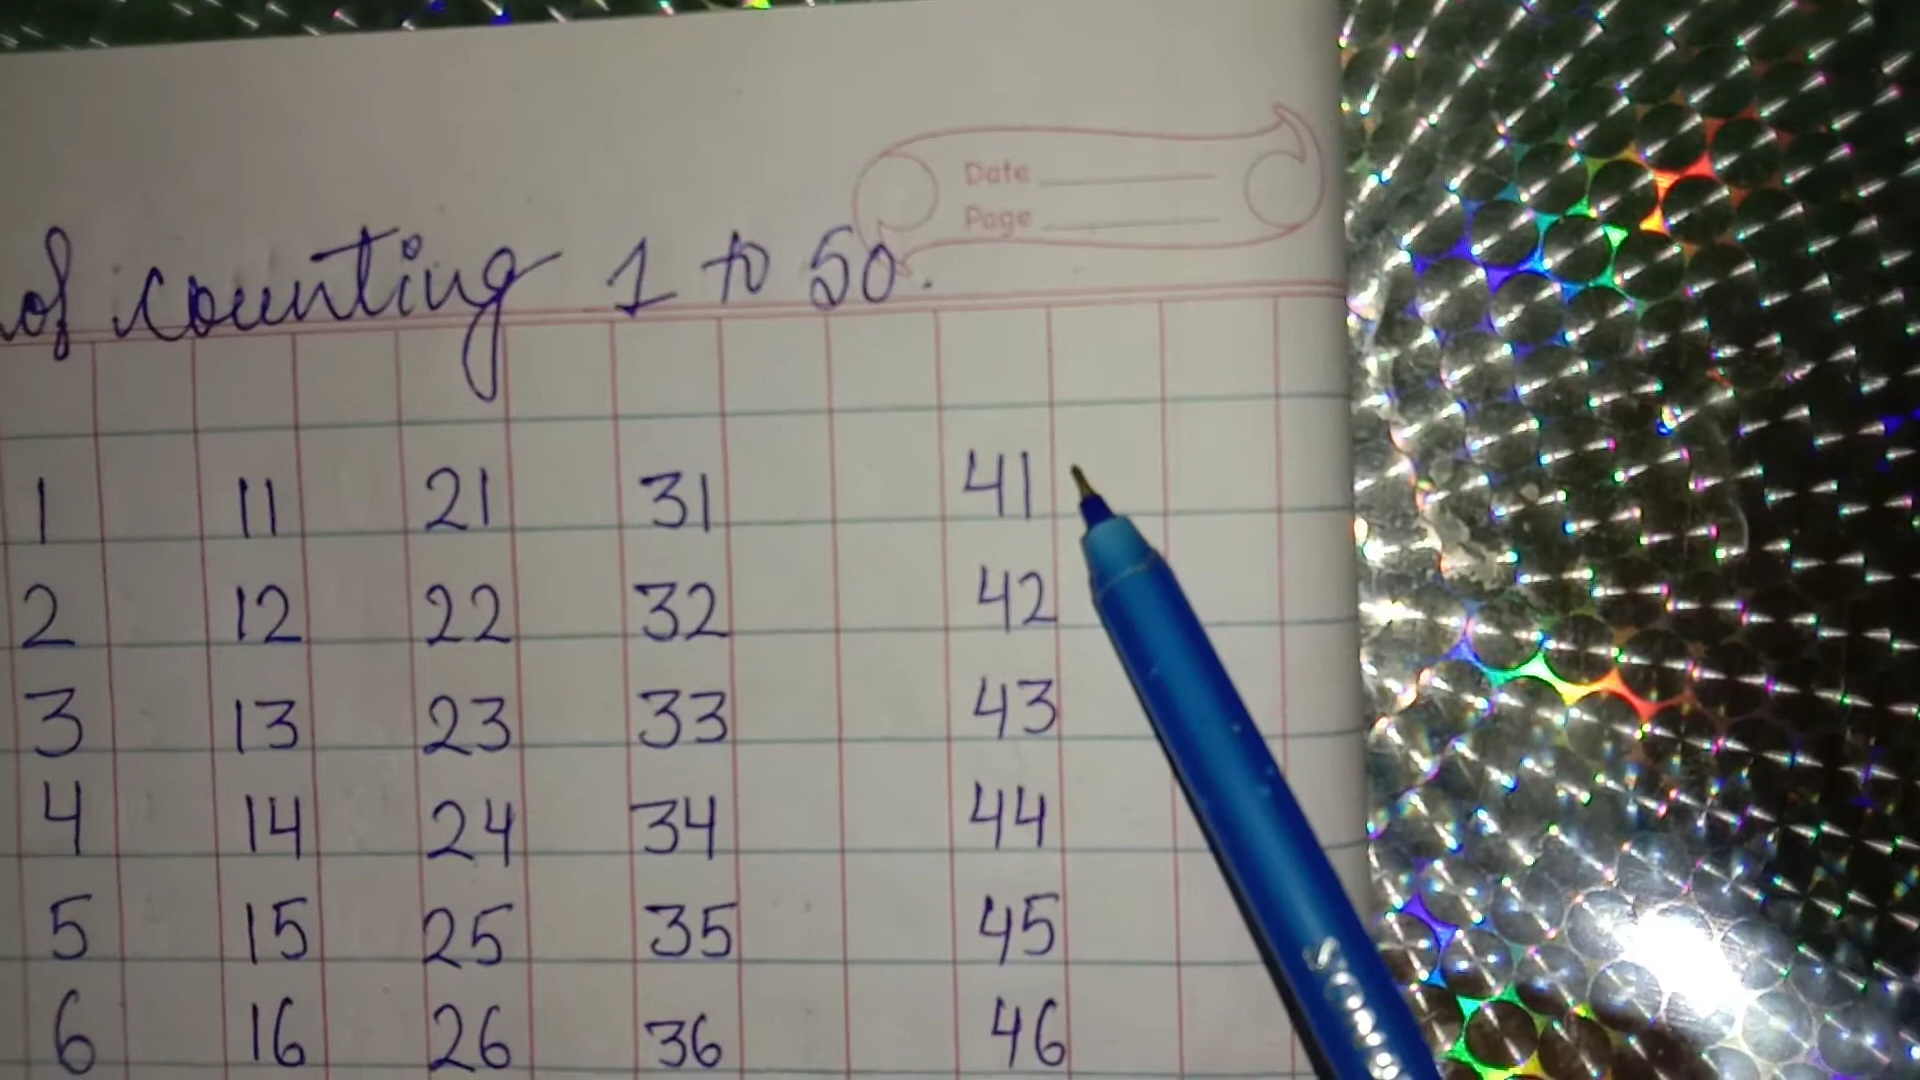 Date
Page
of counting 1 to 50.
1 11 21 31 41
2 12 22 32 42
3 13 23 33 43
4 14 24 34 44
5 15 25 35 45
6 16 26 36 46